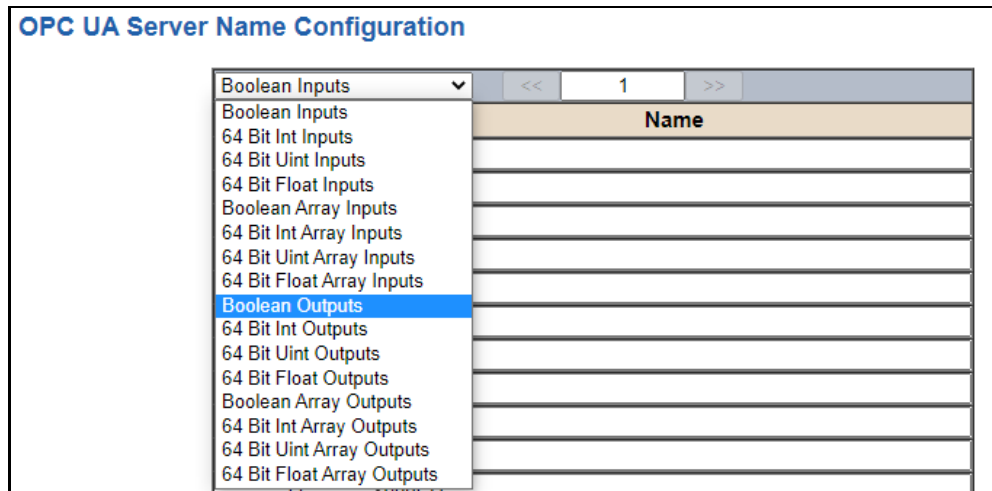 OPC UA Server Name Configuration
Boolean Inputs << 1 >>
Name
Boolean Inputs
64 Bit Int Inputs
64 Bit Uint Inputs
64 Bit Float Inputs
Boolean Array Inputs
64 Bit Int Array Inputs
64 Bit Uint Array Inputs
64 Bit Float Array Inputs
Boolean Outputs
64 Bit Int Outputs
64 Bit Uint Outputs
64 Bit Float Outputs
Boolean Array Outputs
64 Bit Int Array Outputs
64 Bit Uint Array Outputs
64 Bit Float Array Outputs